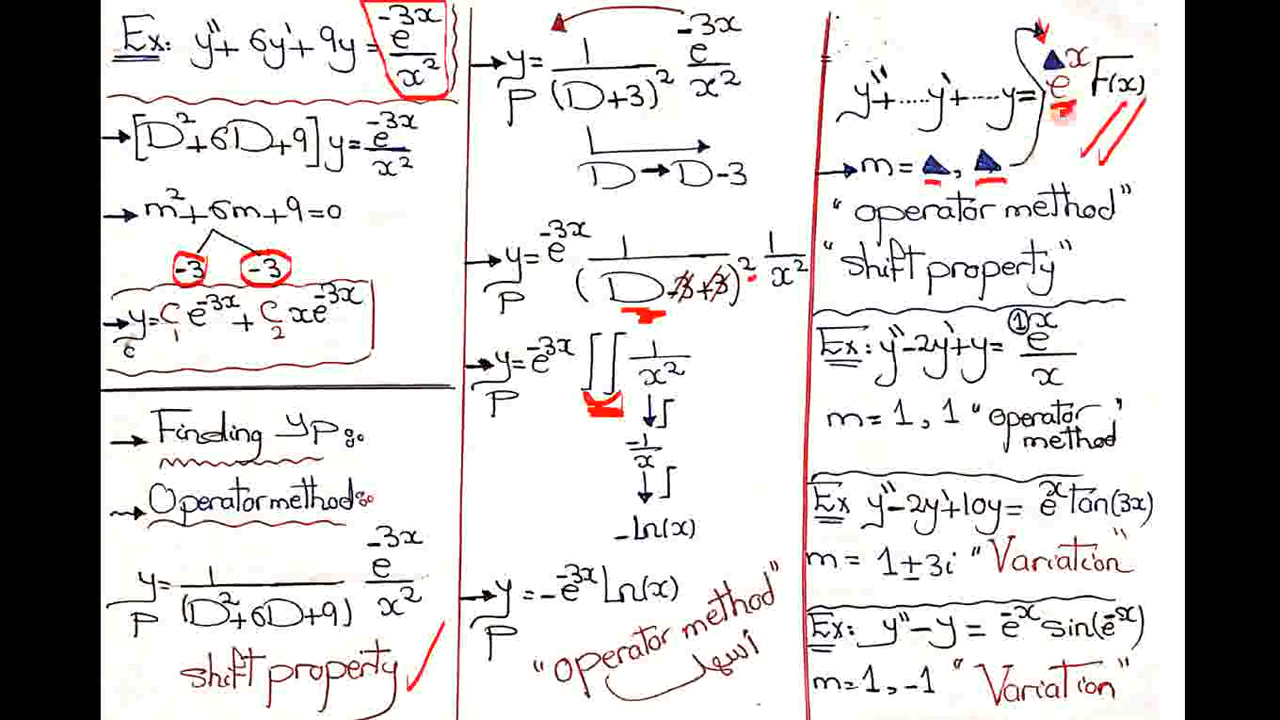 Ex: y'' + 6y' + 9y = e^{-3x}/x^2
→ [D^2+6D+9] y = e^{-3x}/x^2
→ m^2+6m+9=0
-3 -3
→ y_c = C_1 e^{-3x} + C_2 x e^{-3x}
→ Finding y_P:
→ Operator method:
y_P = 1/(D^2+6D+9) e^{-3x}/x^2
shift property
→ y_P = 1/(D+3)^2 e^{-3x}/x^2
D → D-3
→ y_P = e^{-3x} 1/(D-3+3)^2 1/x^2
→ y_P = e^{-3x} ∫∫ 1/x^2
↓∫
-1/x
↓∫
-ln(x)
→ y_P = -e^{-3x} ln(x)
"operator method"
أسهل
y''+.....y'+.....y = e^{▲x} F(x)
→ m = ▲, ▲
"operator method"
"shift property"
Ex: y''-2y'+y = e^{①x}/x
m = 1, 1 "operator method"
Ex y''-2y'+10y = e^x tan(3x)
m = 1±3i "Variation"
Ex: y''-y = e^{-x} sin(e^{-x})
m=1,-1 "Variation"